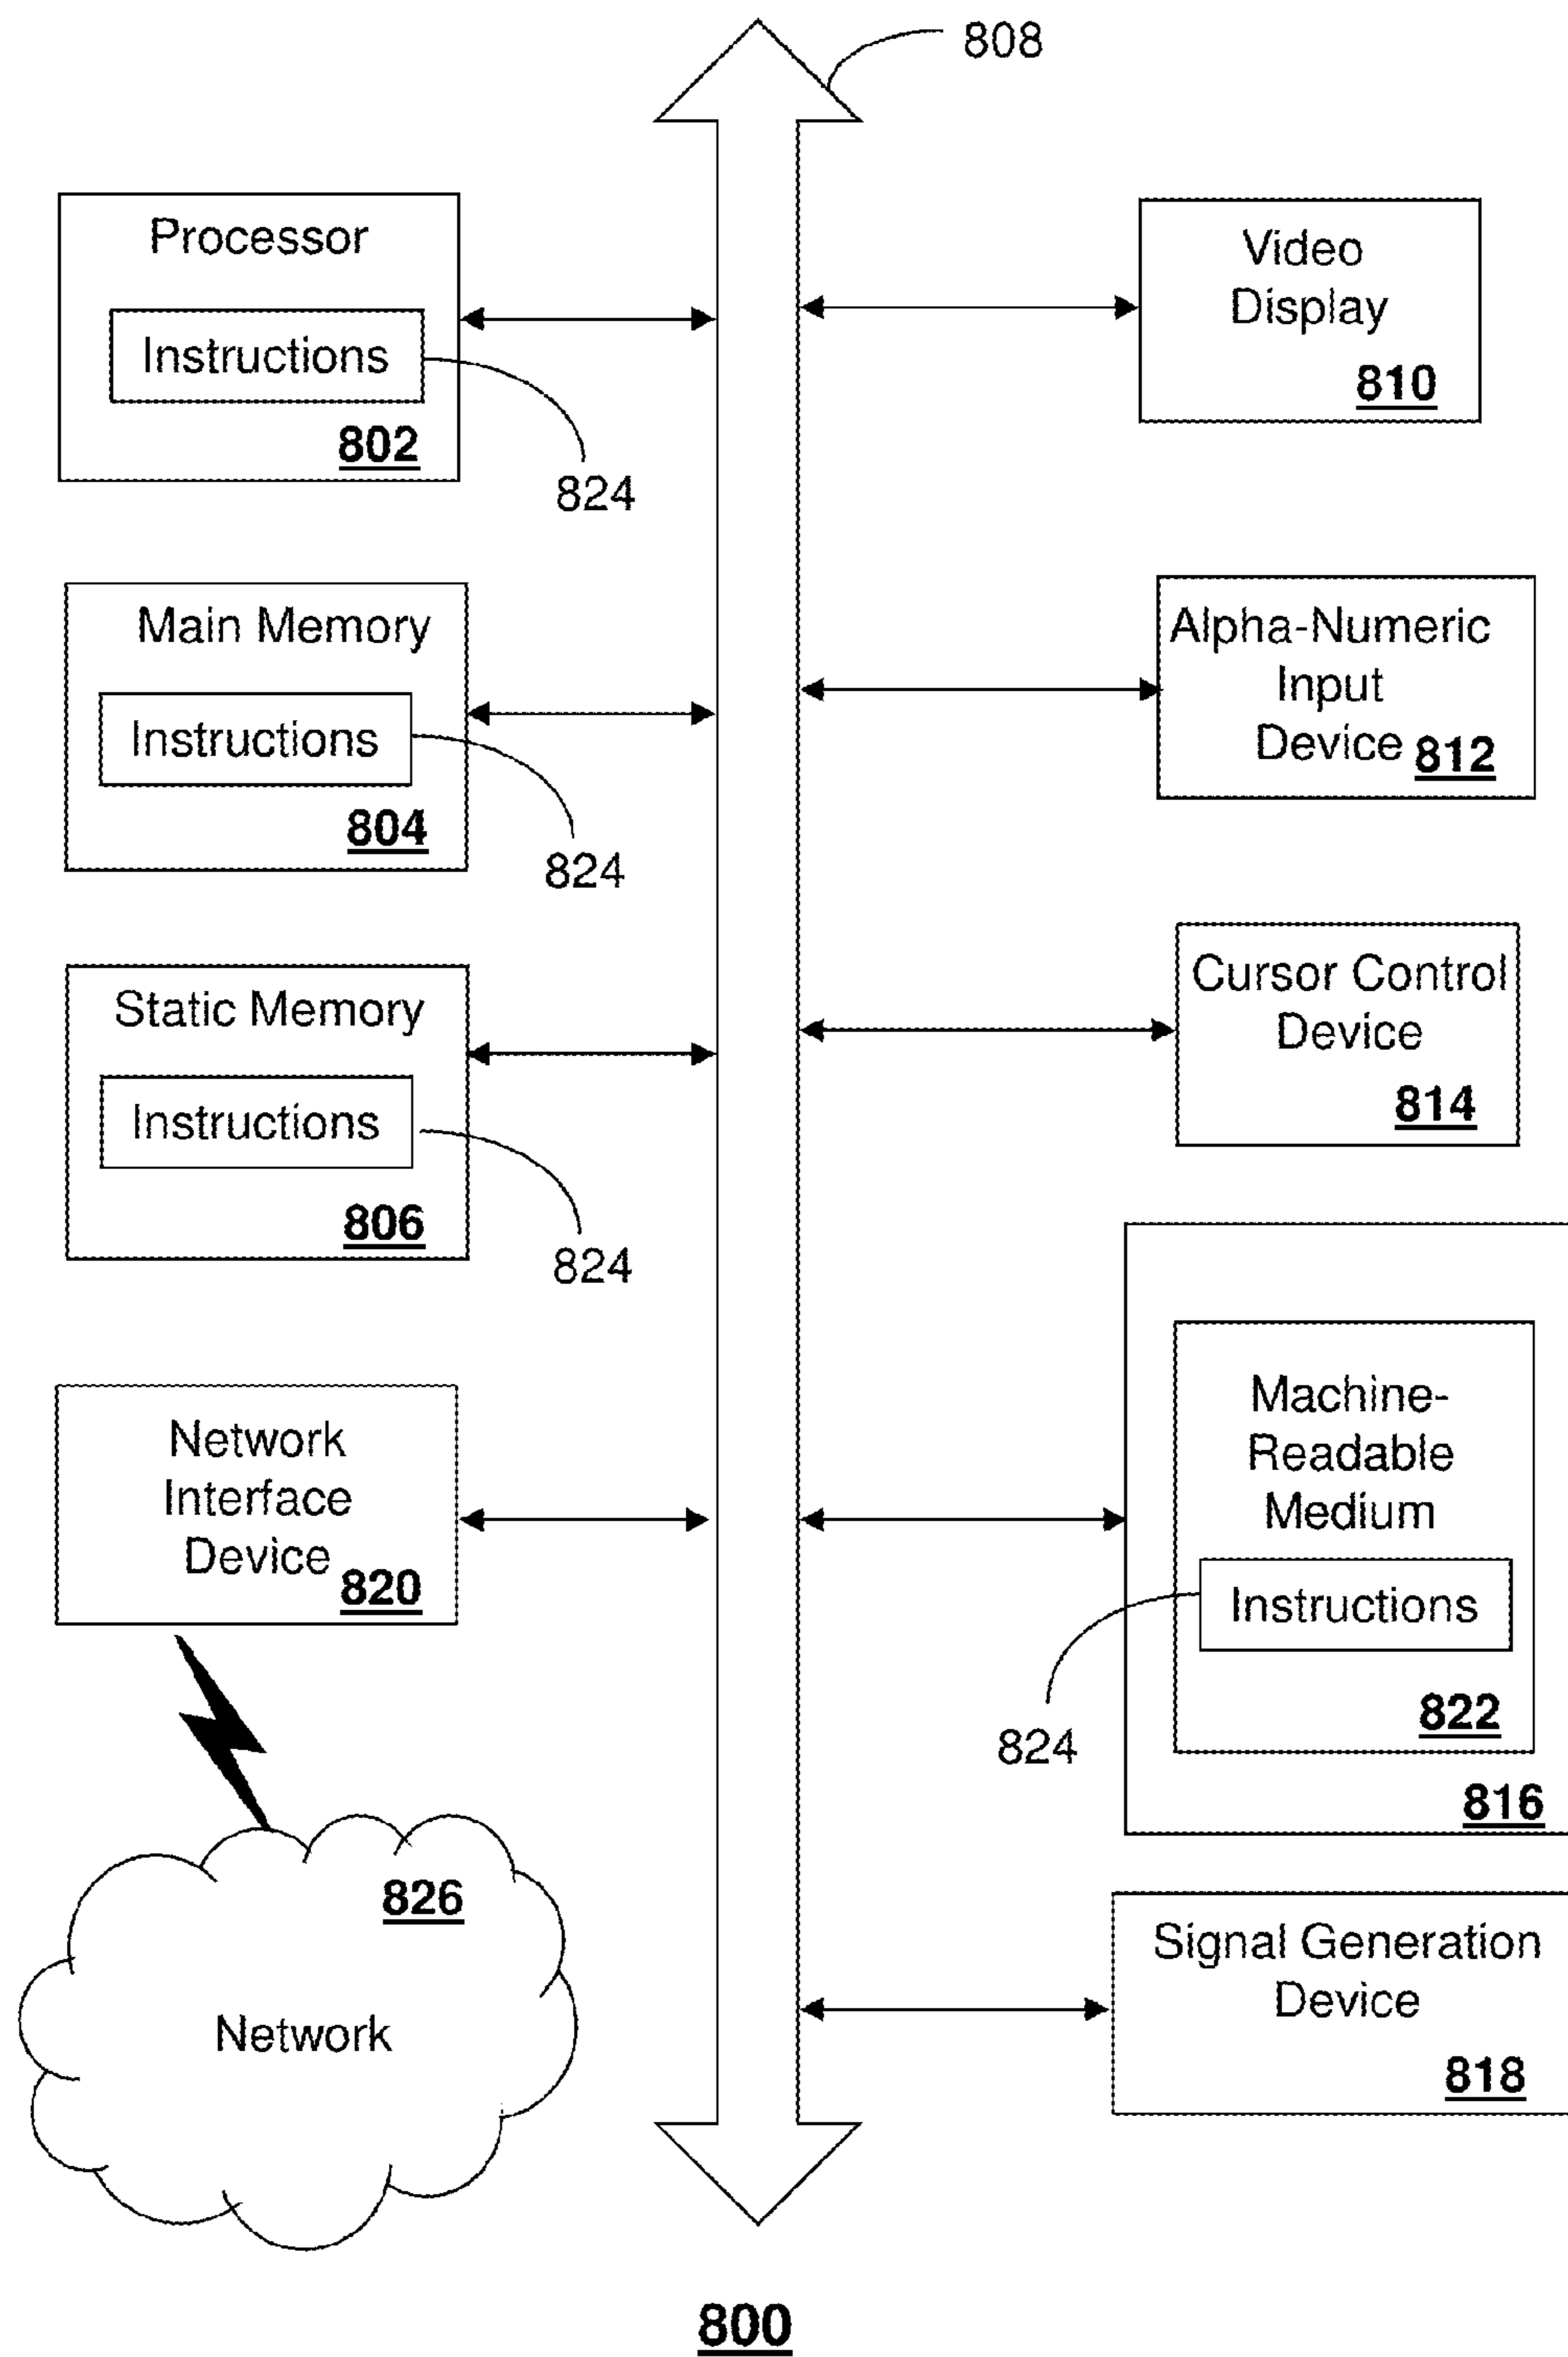 808
Processor
Instructions
802
824
Main Memory
Instructions
804
824
Static Memory
Instructions
806
824
Network
Interface
Device
820
826
Network
Video
Display
810
Alpha-Numeric
Input
Device
812
Cursor Control
Device
814
Machine-
Readable
Medium
Instructions
824
822
816
Signal Generation
Device
818
800